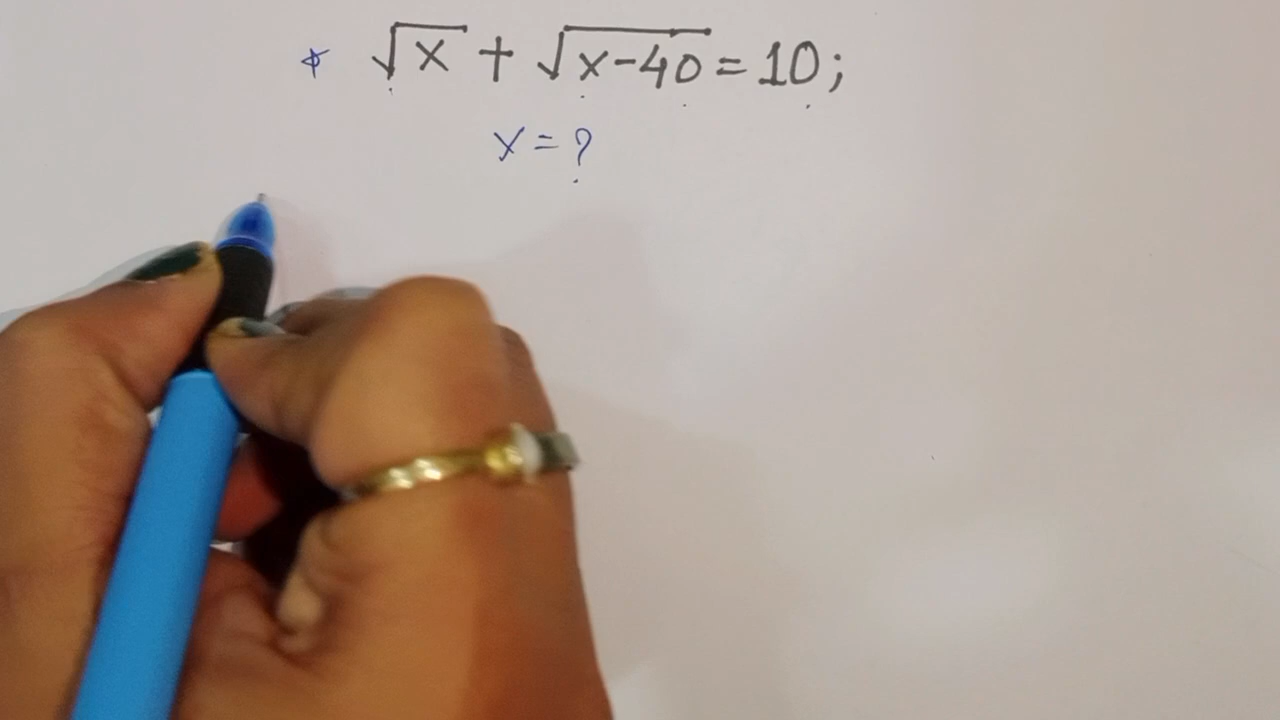 * √x + √(x-40) = 10;
x = ?